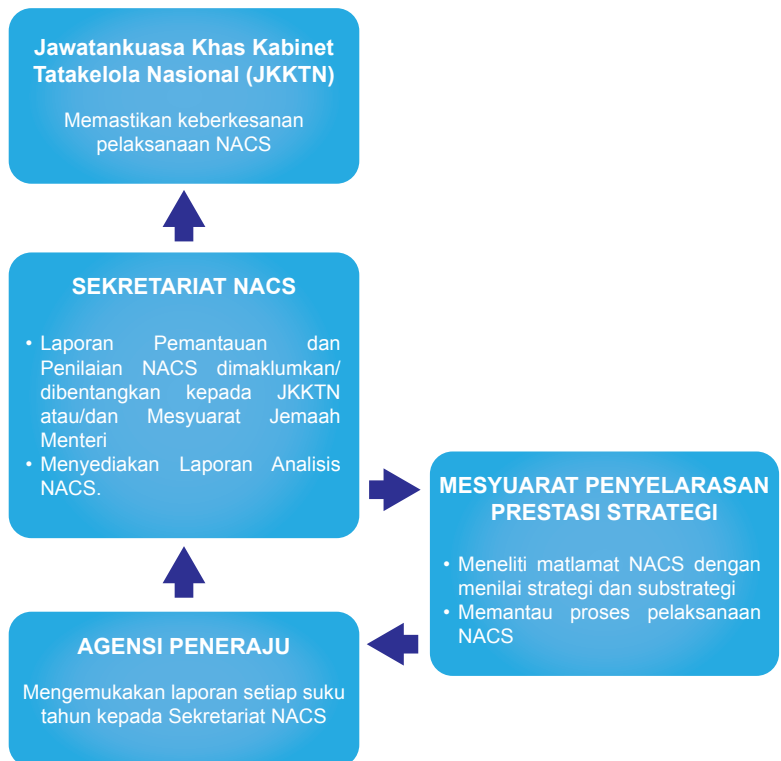 Jawatankuasa Khas Kabinet
Tatakelola Nasional (JKKTN)
Memastikan keberkesanan
pelaksanaan NACS
SEKRETARIAT NACS
• Laporan Pemantauan dan
Penilaian NACS dimaklumkan/
dibentangkan kepada JKKTN
atau/dan Mesyuarat Jemaah
Menteri
• Menyediakan Laporan Analisis
NACS.
MESYUARAT PENYELARASAN
PRESTASI STRATEGI
• Meneliti matlamat NACS dengan
menilai strategi dan substrategi
• Memantau proses pelaksanaan
NACS
AGENSI PENERAJU
Mengemukakan laporan setiap suku
tahun kepada Sekretariat NACS